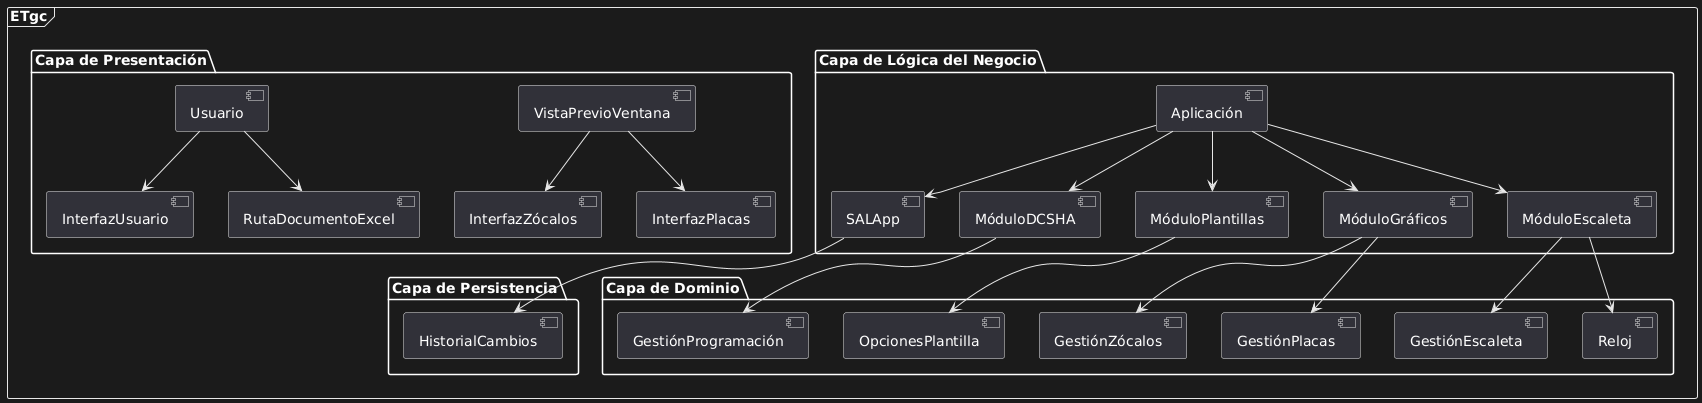 ETgc
Capa de Presentación
Capa de Lógica del Negocio
Usuario
VistaPrevioVentana
Aplicación
InterfazUsuario
RutaDocumentoExcel
InterfazZócalos
InterfazPlacas
SALApp
MóduloDCSHA
MóduloPlantillas
MóduloGráficos
MóduloEscaleta
Capa de Persistencia
Capa de Dominio
HistorialCambios
GestiónProgramación
OpcionesPlantilla
GestiónZócalos
GestiónPlacas
GestiónEscaleta
Reloj